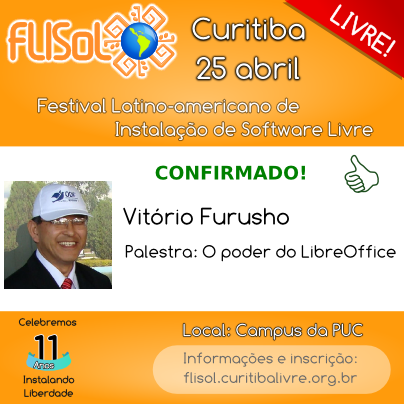 FLISoL
Curitiba
25 abril
LIVRE!
Festival Latino-americano de
Instalação de Software Livre
CONFIRMADO!
Vitório Furusho
Palestra: O poder do LibreOffice
Celebremos
11
Anos
Instalando
Liberdade
Local: Campus da PUC
Informações e inscrição:
flisol.curitibalivre.org.br